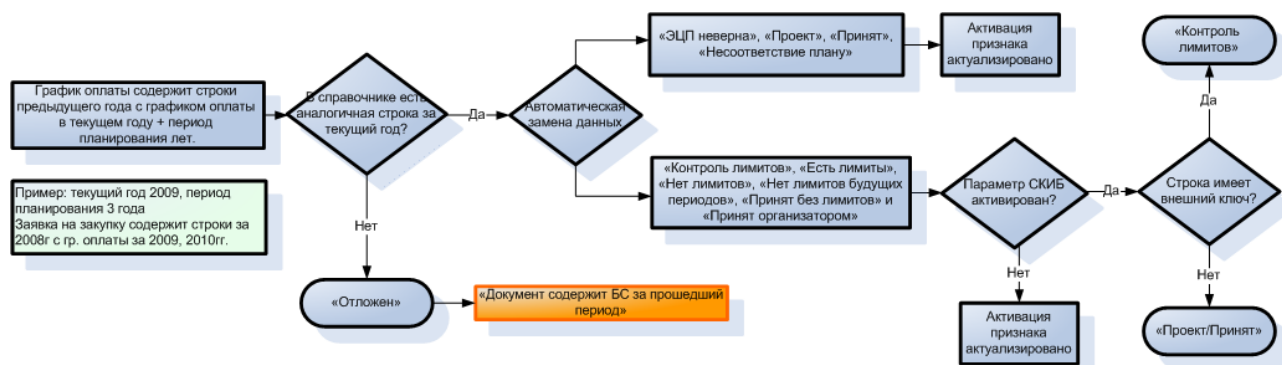 График оплаты содержит строки
предыдущего года с графиком оплаты
в текущем году + период
планирования лет.
Пример: текущий год 2009, период
планирования 3 года
Заявка на закупку содержит строки за
2008г с гр. оплаты за 2009, 2010гг.
В справочнике есть
аналогичная строка за
текущий год?
Да
Нет
«Отложен»
«Документ содержит БС за прошедший
период»
Автоматическая
замена данных
«ЭЦП неверна», «Проект», «Принят»,
«Несоответствие плану»
Активация
признака
актуализировано
«Контроль лимитов», «Есть лимиты»,
«Нет лимитов», «Нет лимитов будущих
периодов», «Принят без лимитов» и
«Принят организатором»
Параметр СКИБ
активирован?
Да
Нет
Активация
признака
актуализировано
Строка имеет
внешний ключ?
Да
«Контроль
лимитов»
Нет
«Проект/Принят»